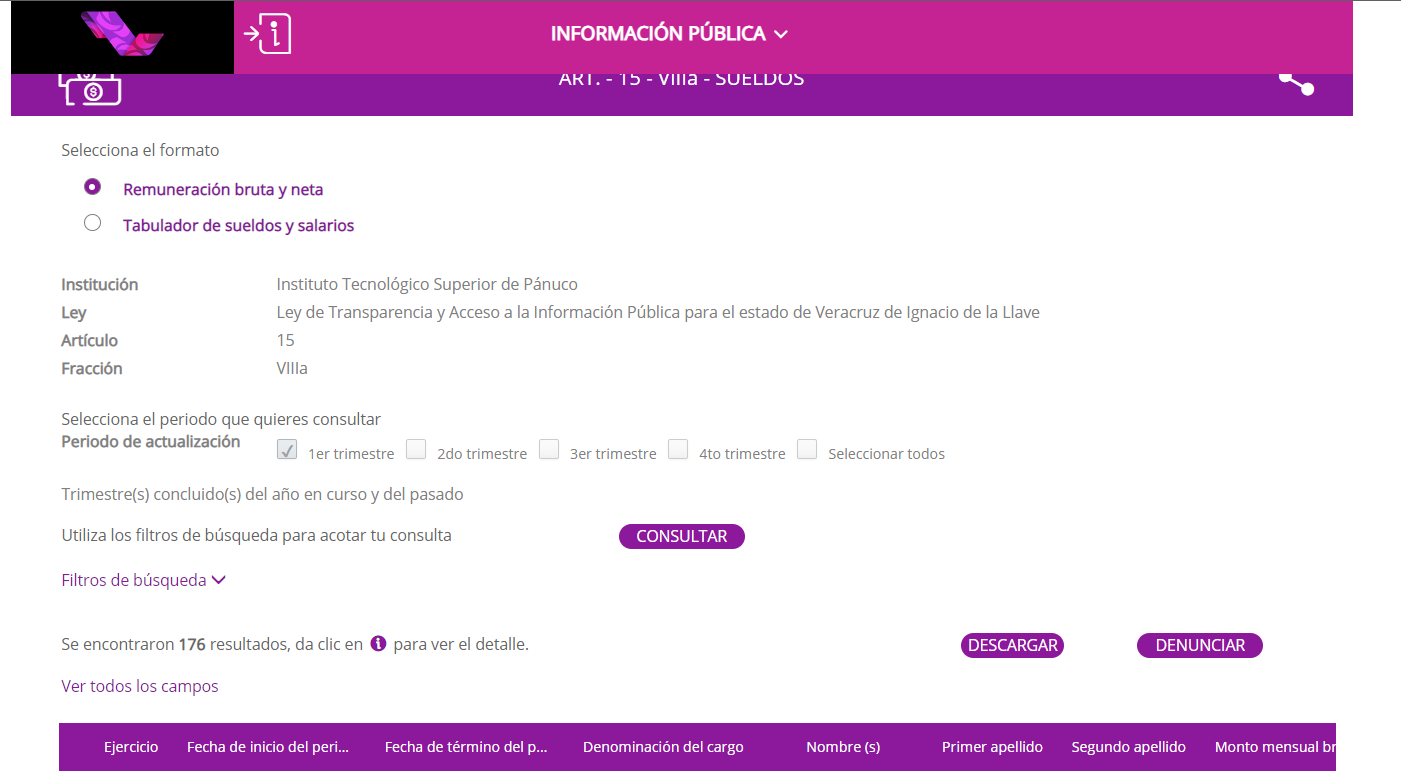 INFORMACIÓN PÚBLICA
ART. - 15 - VIIIa - SUELDOS
Selecciona el formato
Remuneración bruta y neta
Tabulador de sueldos y salarios
Institución Instituto Tecnológico Superior de Pánuco
Ley Ley de Transparencia y Acceso a la Información Pública para el estado de Veracruz de Ignacio de la Llave
Artículo 15
Fracción VIIIa
Selecciona el periodo que quieres consultar
Periodo de actualización 1er trimestre 2do trimestre 3er trimestre 4to trimestre Seleccionar todos
Trimestre(s) concluido(s) del año en curso y del pasado
Utiliza los filtros de búsqueda para acotar tu consulta CONSULTAR
Filtros de búsqueda
Se encontraron 176 resultados, da clic en para ver el detalle. DESCARGAR DENUNCIAR
Ver todos los campos
Ejercicio Fecha de inicio del peri... Fecha de término del p... Denominación del cargo Nombre (s) Primer apellido Segundo apellido Monto mensual br